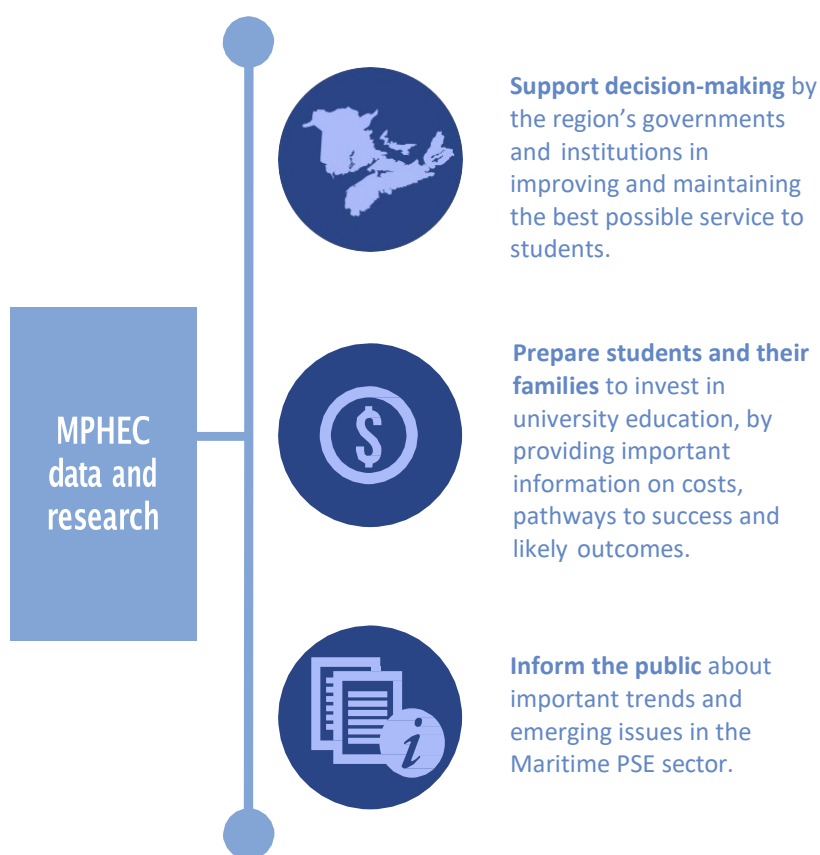 MPHEC
data and
research
Support decision-making by
the region's governments
and institutions in
improving and maintaining
the best possible service to
students.
$
Prepare students and their
families to invest in
university education, by
providing important
information on costs,
pathways to success and
likely outcomes.
i
Inform the public about
important trends and
emerging issues in the
Maritime PSE sector.